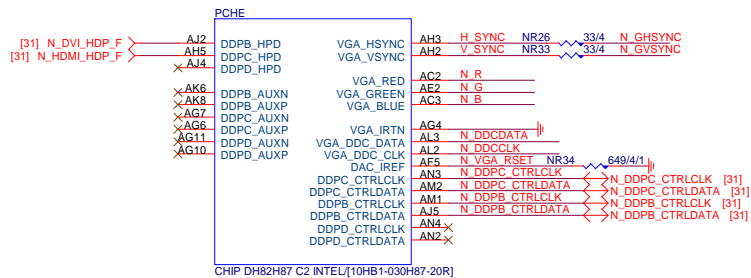 PCHE
[31] N_DVI_HDP_F AJ2 DDPB_HPD VGA_HSYNC AH3 H_SYNC NR26 33/4 N_GHSYNC
[31] N_HDMI_HDP_F AH5 DDPC_HPD VGA_VSYNC AH2 V_SYNC NR33 33/4 N_GVSYNC
AJ4 DDPD_HPD
VGA_RED AC2 N_R
AK6 DDPB_AUXN VGA_GREEN AE2 N_G
AK8 DDPB_AUXP VGA_BLUE AC3 N_B
AG7 DDPC_AUXN
AG6 DDPC_AUXP VGA_IRTN AG4
AG11 DDPD_AUXN VGA_DDC_DATA AL3 N_DDCDATA
AG10 DDPD_AUXP VGA_DDC_CLK AL2 N_DDCCLK
DAC_IREF AF5 N_VGA_RSET NR34 649/4/1
DDPC_CTRLCLK AN3 N_DDPC_CTRLCLK N_DDPC_CTRLCLK [31]
DDPC_CTRLDATA AM2 N_DDPC_CTRLDATA N_DDPC_CTRLDATA [31]
DDPB_CTRLCLK AM1 N_DDPB_CTRLCLK N_DDPB_CTRLCLK [31]
DDPB_CTRLDATA AJ5 N_DDPB_CTRLDATA N_DDPB_CTRLDATA [31]
DDPD_CTRLCLK AN4
DDPD_CTRLDATA AN2
CHIP DH82H87 C2 INTEL/[10HB1-030H87-20R]